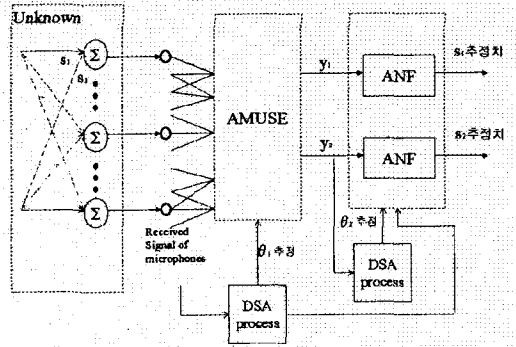 Unknown
s₁
Σ
s₂
Σ
Σ
Received
Signal of
microphones
AMUSE
y₁
ANF
s₁추정치
y₂
ANF
s₂추정치
θ₁ 추정
θ₂ 추정
DSA
process
DSA
process